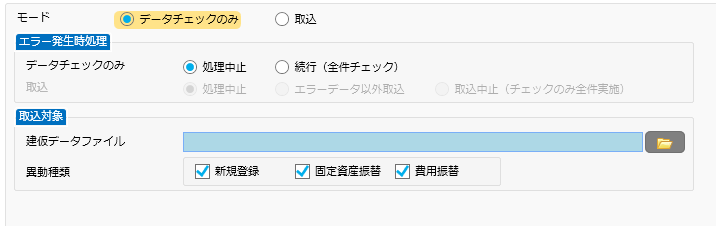 モード データチェックのみ 取込
エラー発生時処理
データチェックのみ 処理中止 続行（全件チェック）
取込 処理中止 エラーデータ以外取込 取込中止（チェックのみ全件実施）
取込対象
建仮データファイル
異動種類 新規登録 固定資産振替 費用振替